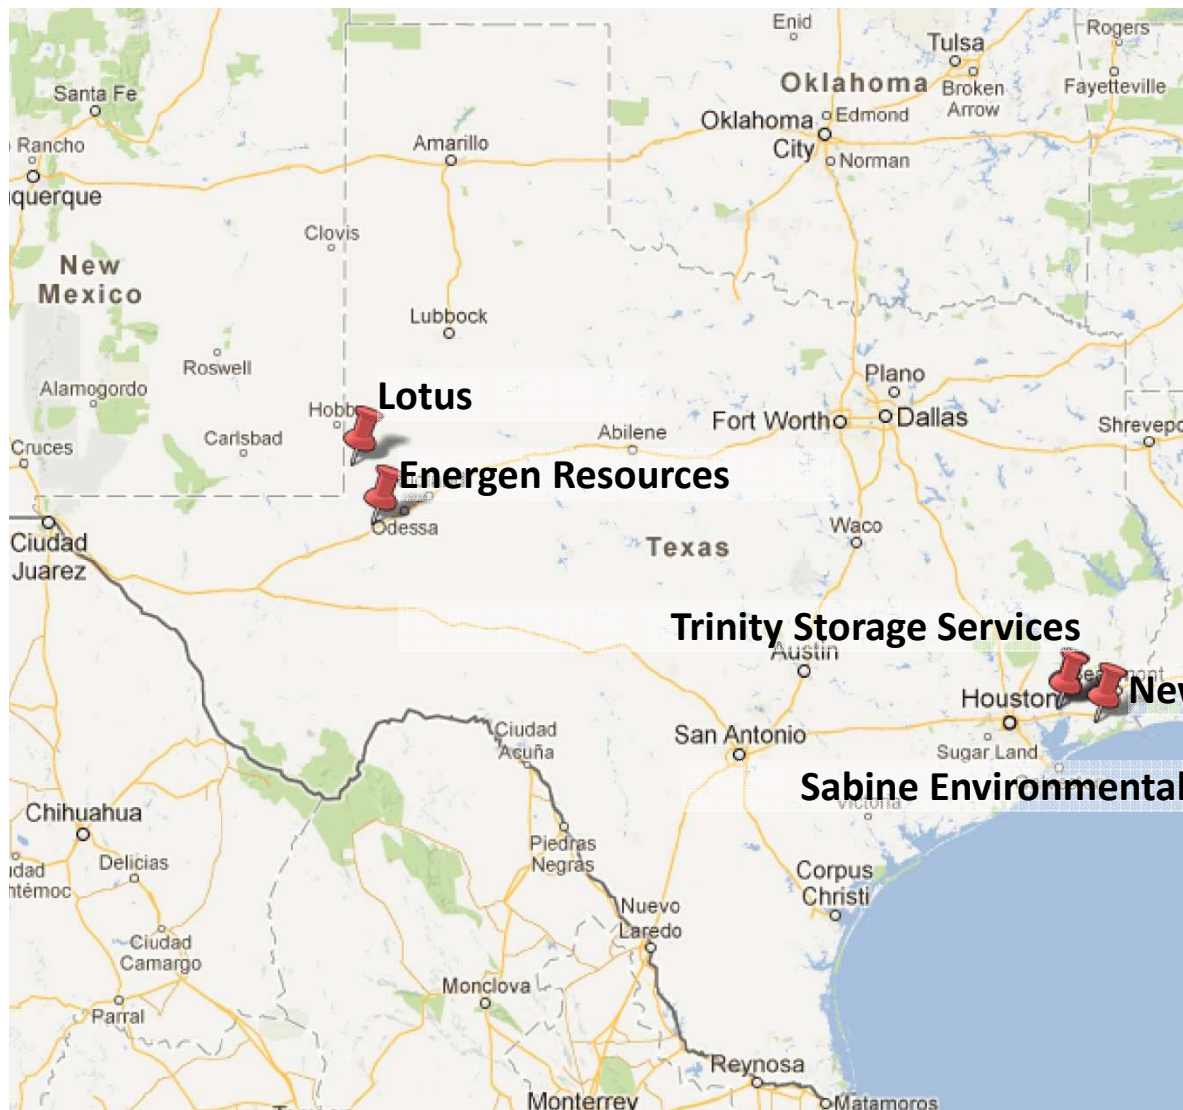 Enid
Tulsa
Rogers
Oklahoma
Broken
Arrow
Fayetteville
Santa Fe
Oklahoma
City
Edmond
Norman
Rancho
Amarillo
querque
Clovis
New
Mexico
Lubbock
Roswell
Plano
Alamogordo
Lotus
Hobb
Fort Worth
Dallas
Carlsbad
Abilene
Shrevepo
Cruces
Energen Resources
Odessa
Waco
Texas
Ciudad
Juarez
Trinity Storage Services
Austin
Houston
New
San Antonio
Sugar Land
Ciudad
Acuña
Sabine Environmental
Victoria
Chihuahua
Piedras
Negras
Delicias
Corpus
Christi
Nuevo
Laredo
Ciudad
Camargo
Monclova
Parral
Reynosa
Monterrey
Matamoros